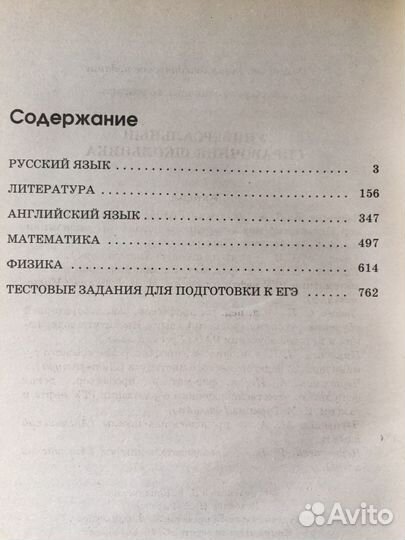 Содержание
РУССКИЙ ЯЗЫК ..................................... 3
ЛИТЕРАТУРА ..................................... 156
АНГЛИЙСКИЙ ЯЗЫК ............................. 347
МАТЕМАТИКА ..................................... 497
ФИЗИКА ......................................... 614
ТЕСТОВЫЕ ЗАДАНИЯ ДЛЯ ПОДГОТОВКИ К ЕГЭ ...... 762
Avito